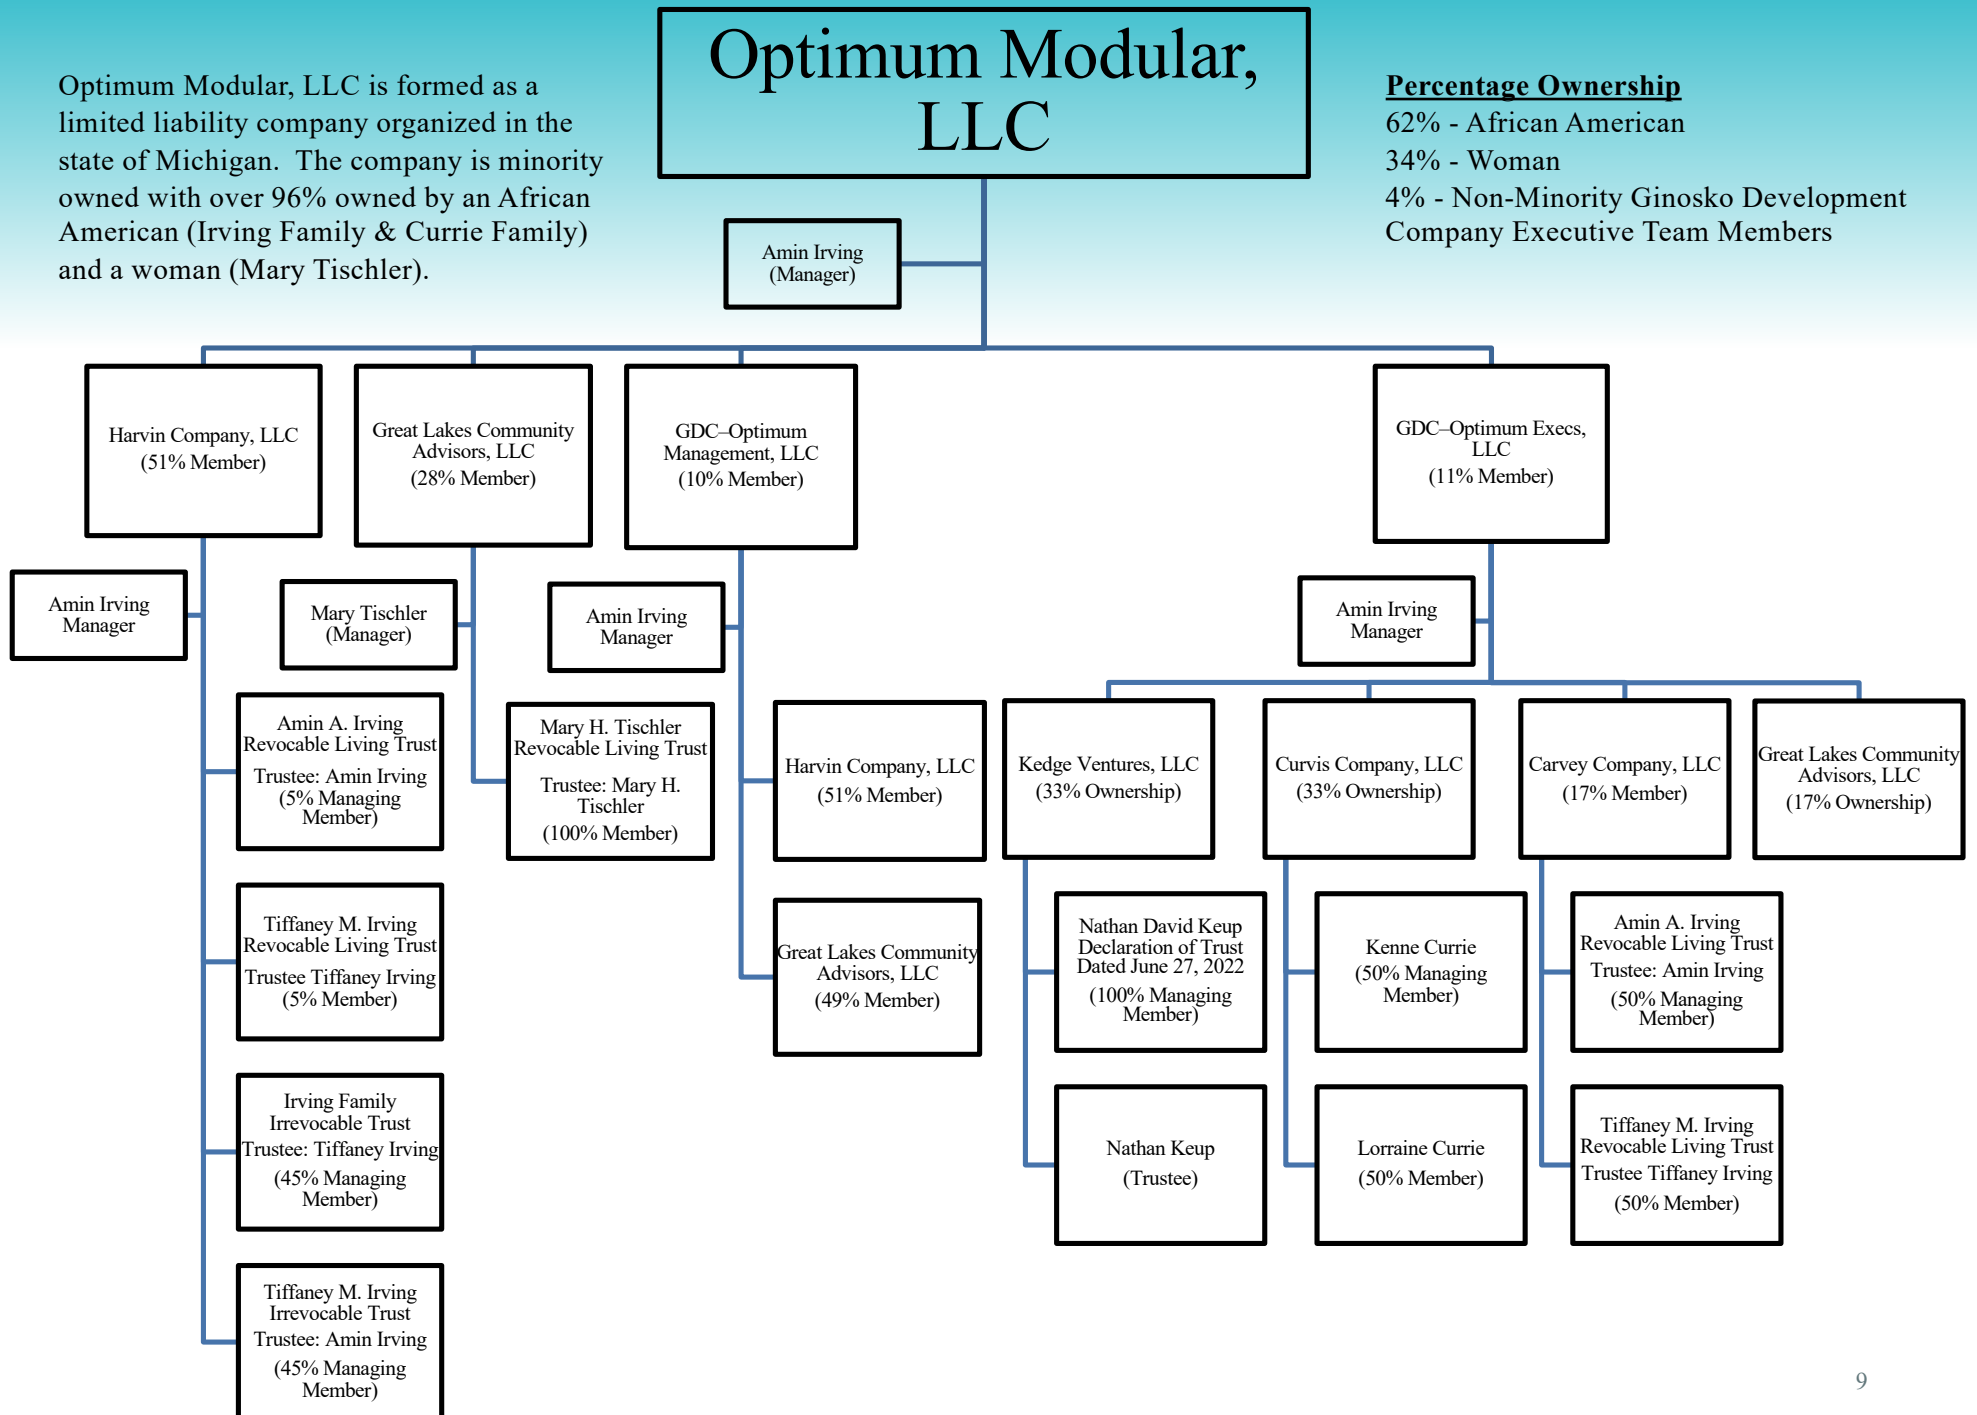 Optimum Modular,
LLC
Optimum Modular, LLC is formed as a
limited liability company organized in the
state of Michigan.  The company is minority
owned with over 96% owned by an African
American (Irving Family & Currie Family)
and a woman (Mary Tischler).
Percentage Ownership
62% - African American
34% - Woman
4% - Non-Minority Ginosko Development
Company Executive Team Members
Amin Irving
(Manager)
Harvin Company, LLC
(51% Member)
Great Lakes Community
Advisors, LLC
(28% Member)
GDC–Optimum
Management, LLC
(10% Member)
GDC–Optimum Execs,
LLC
(11% Member)
Amin Irving
Manager
Mary Tischler
(Manager)
Amin Irving
Manager
Amin Irving
Manager
Amin A. Irving
Revocable Living Trust
Trustee: Amin Irving
(5% Managing
Member)
Tiffaney M. Irving
Revocable Living Trust
Trustee Tiffaney Irving
(5% Member)
Irving Family
Irrevocable Trust
Trustee: Tiffaney Irving
(45% Managing
Member)
Tiffaney M. Irving
Irrevocable Trust
Trustee: Amin Irving
(45% Managing
Member)
Mary H. Tischler
Revocable Living Trust
Trustee: Mary H.
Tischler
(100% Member)
Harvin Company, LLC
(51% Member)
Great Lakes Community
Advisors, LLC
(49% Member)
Kedge Ventures, LLC
(33% Ownership)
Curvis Company, LLC
(33% Ownership)
Carvey Company, LLC
(17% Member)
Great Lakes Community
Advisors, LLC
(17% Ownership)
Nathan David Keup
Declaration of Trust
Dated June 27, 2022
(100% Managing
Member)
Nathan Keup
(Trustee)
Kenne Currie
(50% Managing
Member)
Lorraine Currie
(50% Member)
Amin A. Irving
Revocable Living Trust
Trustee: Amin Irving
(50% Managing
Member)
Tiffaney M. Irving
Revocable Living Trust
Trustee Tiffaney Irving
(50% Member)
9